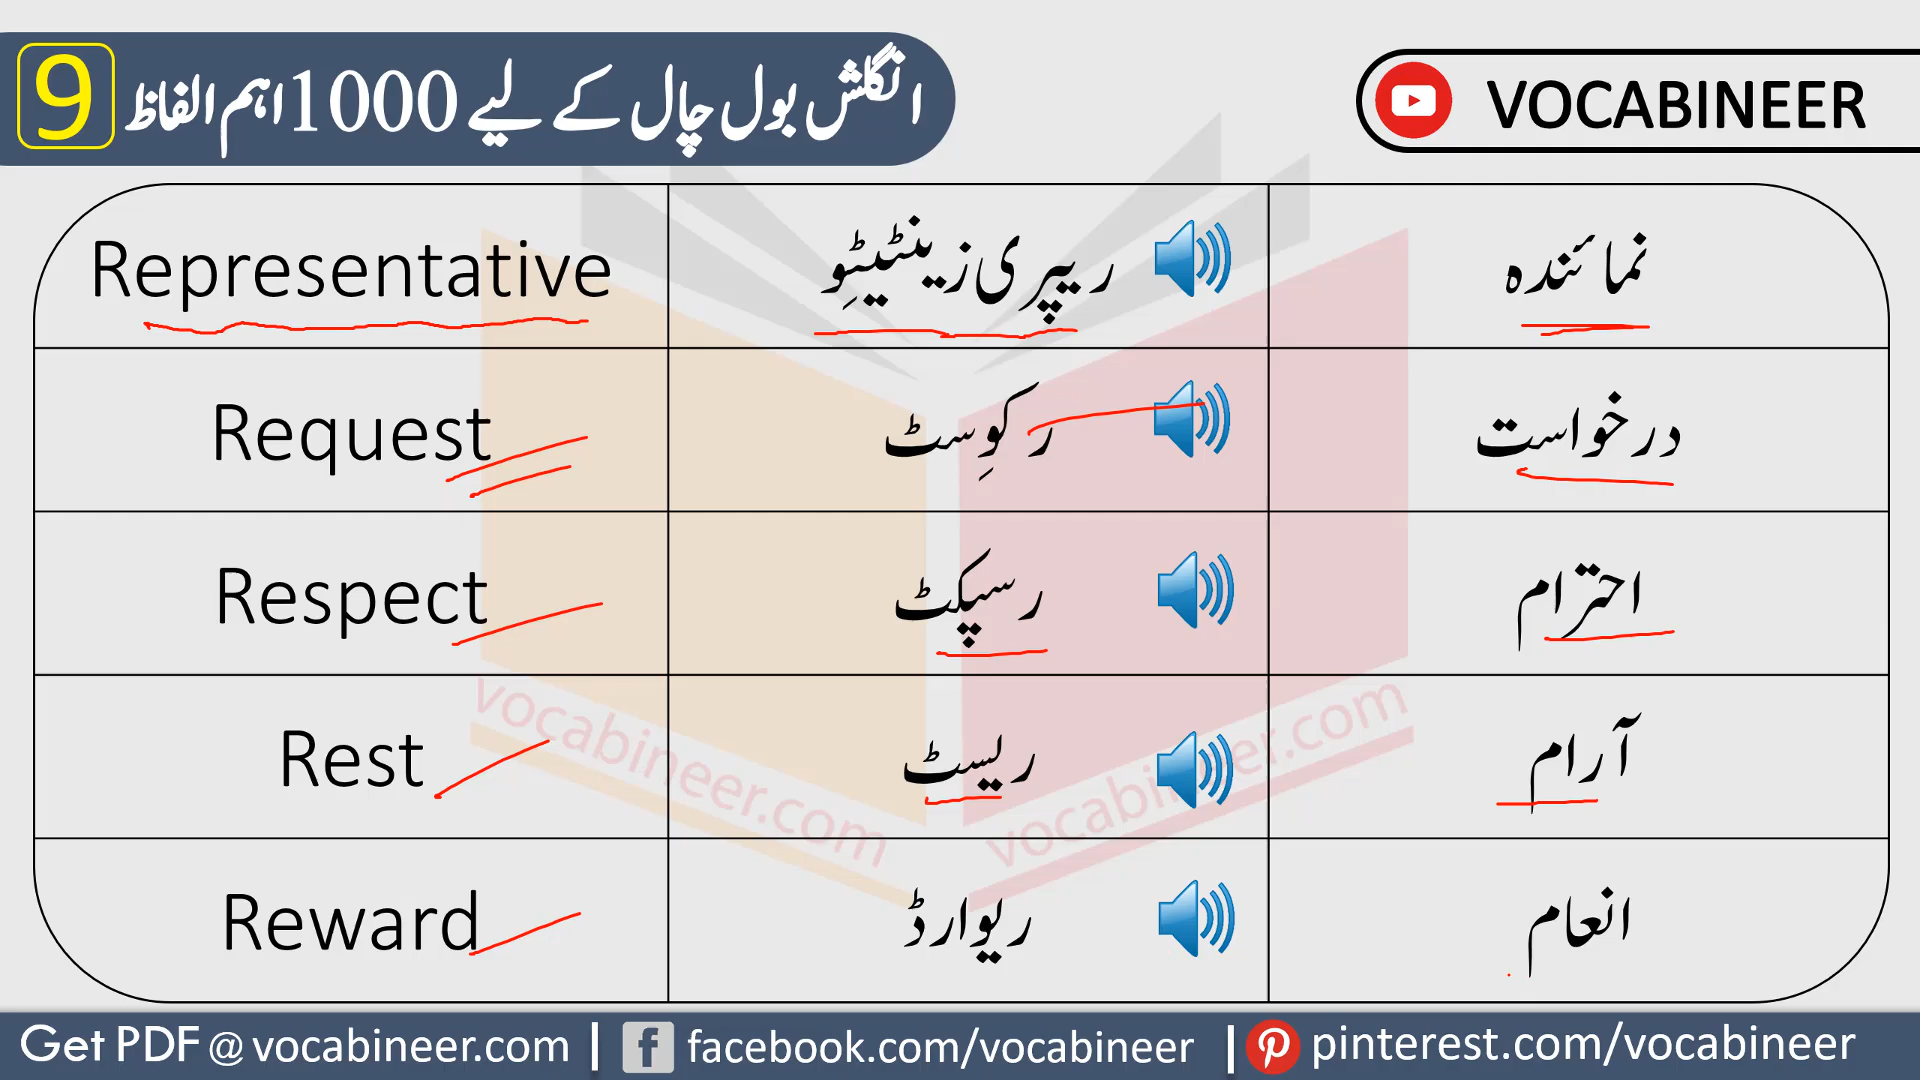 9 انگلش بول چال کے لیے 1000 اہم الفاظ
VOCABINEER
Representative ریپری زینٹیٹِو نمائندہ
Request رکوِسٹ درخواست
Respect رسپکٹ احترام
Rest ریسٹ آرام
Reward ریوارڈ انعام
vocabineer.com vocabineer.com
Get PDF @ vocabineer.com | facebook.com/vocabineer | pinterest.com/vocabineer